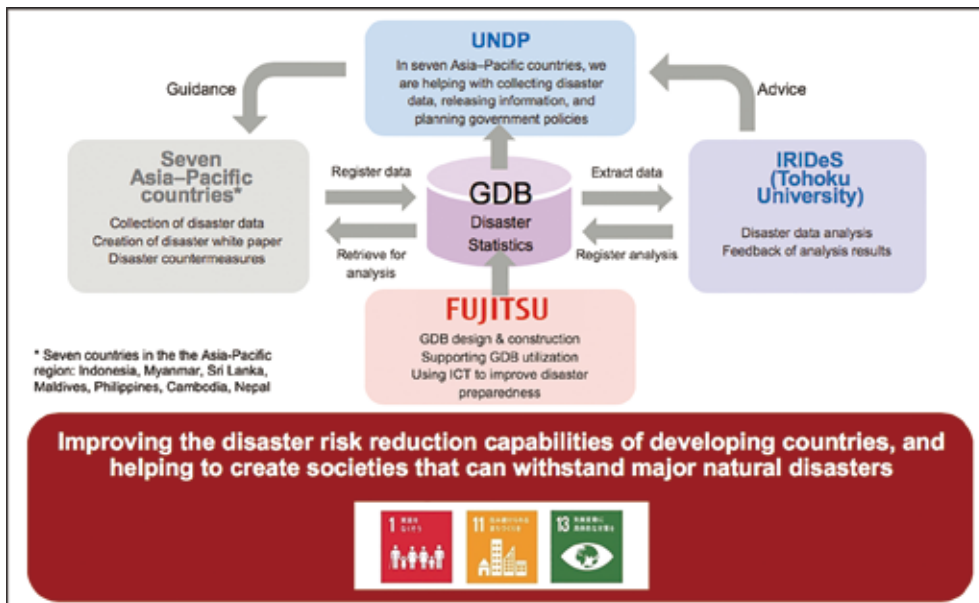 UNDP
In seven Asia–Pacific countries, we
are helping with collecting disaster
data, releasing information, and
planning government policies
Guidance
Advice
Seven
Asia–Pacific
countries*
Collection of disaster data
Creation of disaster white paper
Disaster countermeasures
Register data
Retrieve for
analysis
GDB
Disaster
Statistics
Extract data
Register analysis
IRIDeS
(Tohoku
University)
Disaster data analysis
Feedback of analysis results
FUJITSU
GDB design & construction
Supporting GDB utilization
Using ICT to improve disaster
preparedness
* Seven countries in the the Asia-Pacific
region: Indonesia, Myanmar, Sri Lanka,
Maldives, Philippines, Cambodia, Nepal
Improving the disaster risk reduction capabilities of developing countries, and
helping to create societies that can withstand major natural disasters
1
11
13